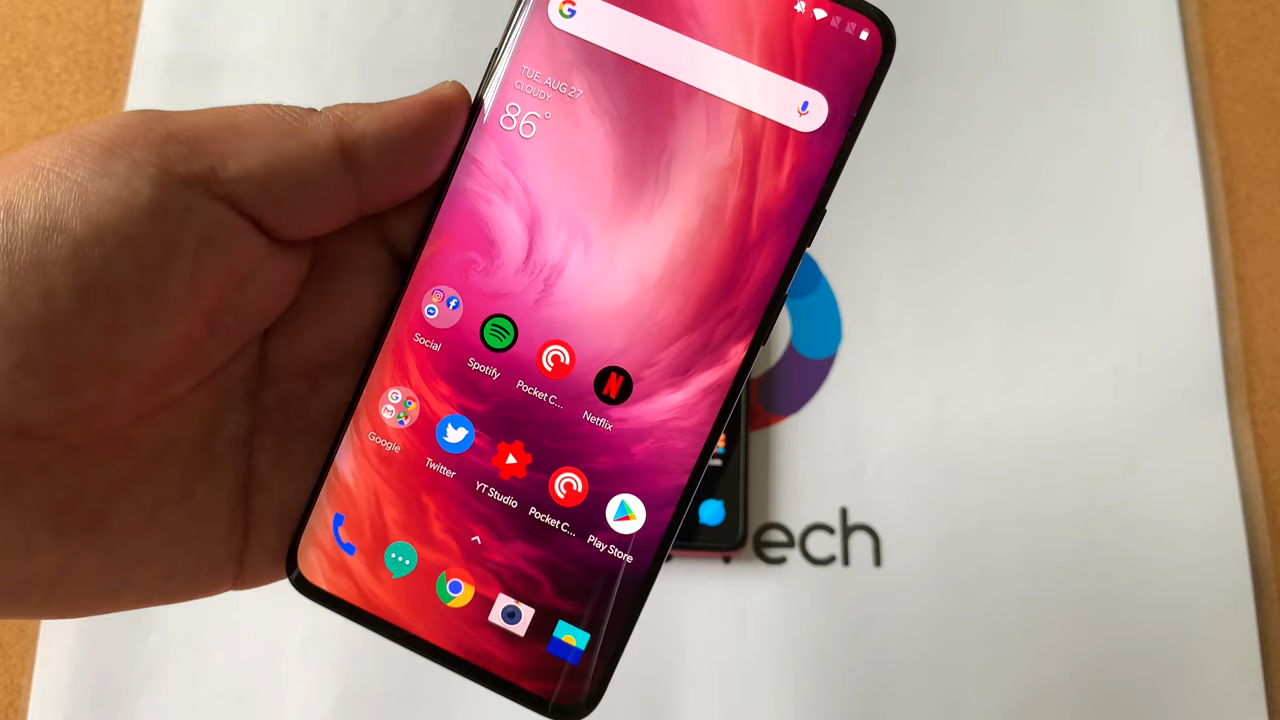 TUE, AUG 27
CLOUDY
86°
Social
Spotify
Pocket C...
Netflix
Google
Twitter
YT Studio
Pocket C...
Play Store
ech